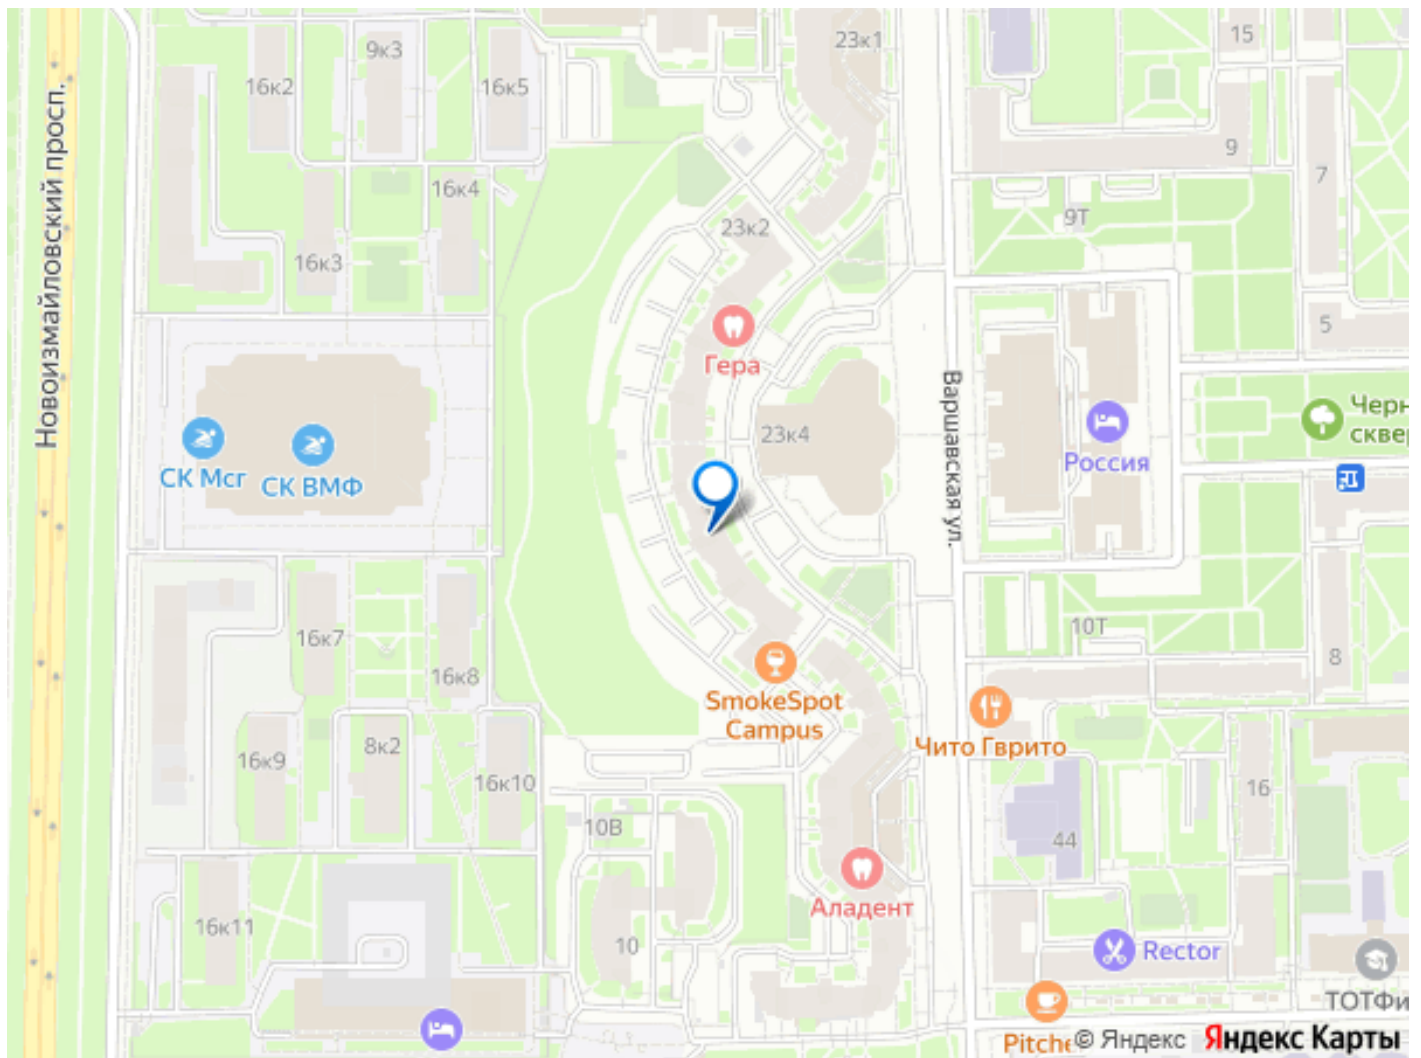 23к1
15
9к3
16к2
16к5
Новоизмайловский просп.
9
7
16к4
9Т
23к2
16к3
5
Гера
Варшавская ул.
Черн
сквер
23к4
Россия
СК Мсг
СК ВМФ
10Т
16к7
8
16к8
SmokeSpot
Campus
Чито Гврито
8к2
16к9
16к10
16
10В
44
Аладент
16к11
10
Rector
ТОТФи
Pitche
© Яндекс
Яндекс Карты